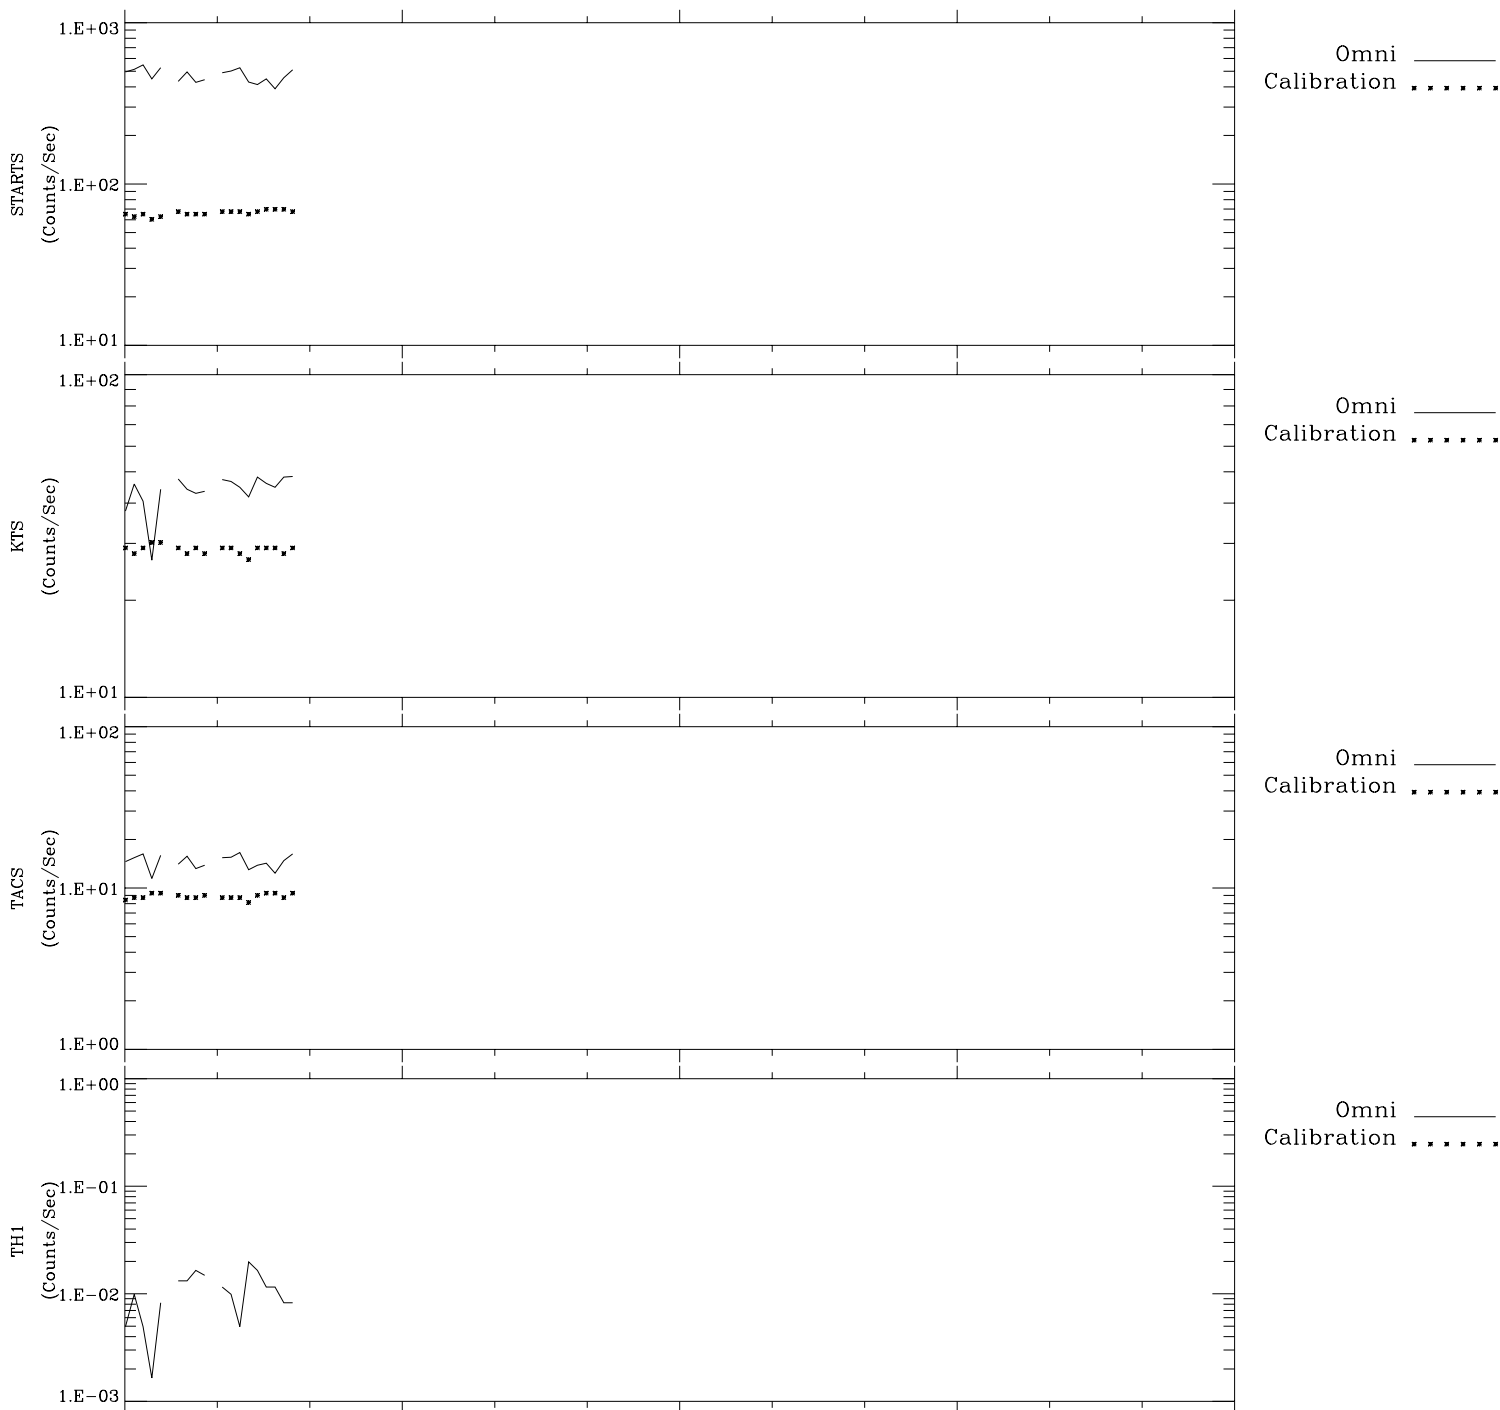 STARTS
(Counts/Sec)
1.E+03
1.E+02
1.E+01
Omni
Calibration
KTS
(Counts/Sec)
1.E+02
1.E+01
Omni
Calibration
TACS
(Counts/Sec)
1.E+02
1.E+01
1.E+00
Omni
Calibration
TH1
(Counts/Sec)
1.E+00
1.E-01
1.E-02
1.E-03
Omni
Calibration